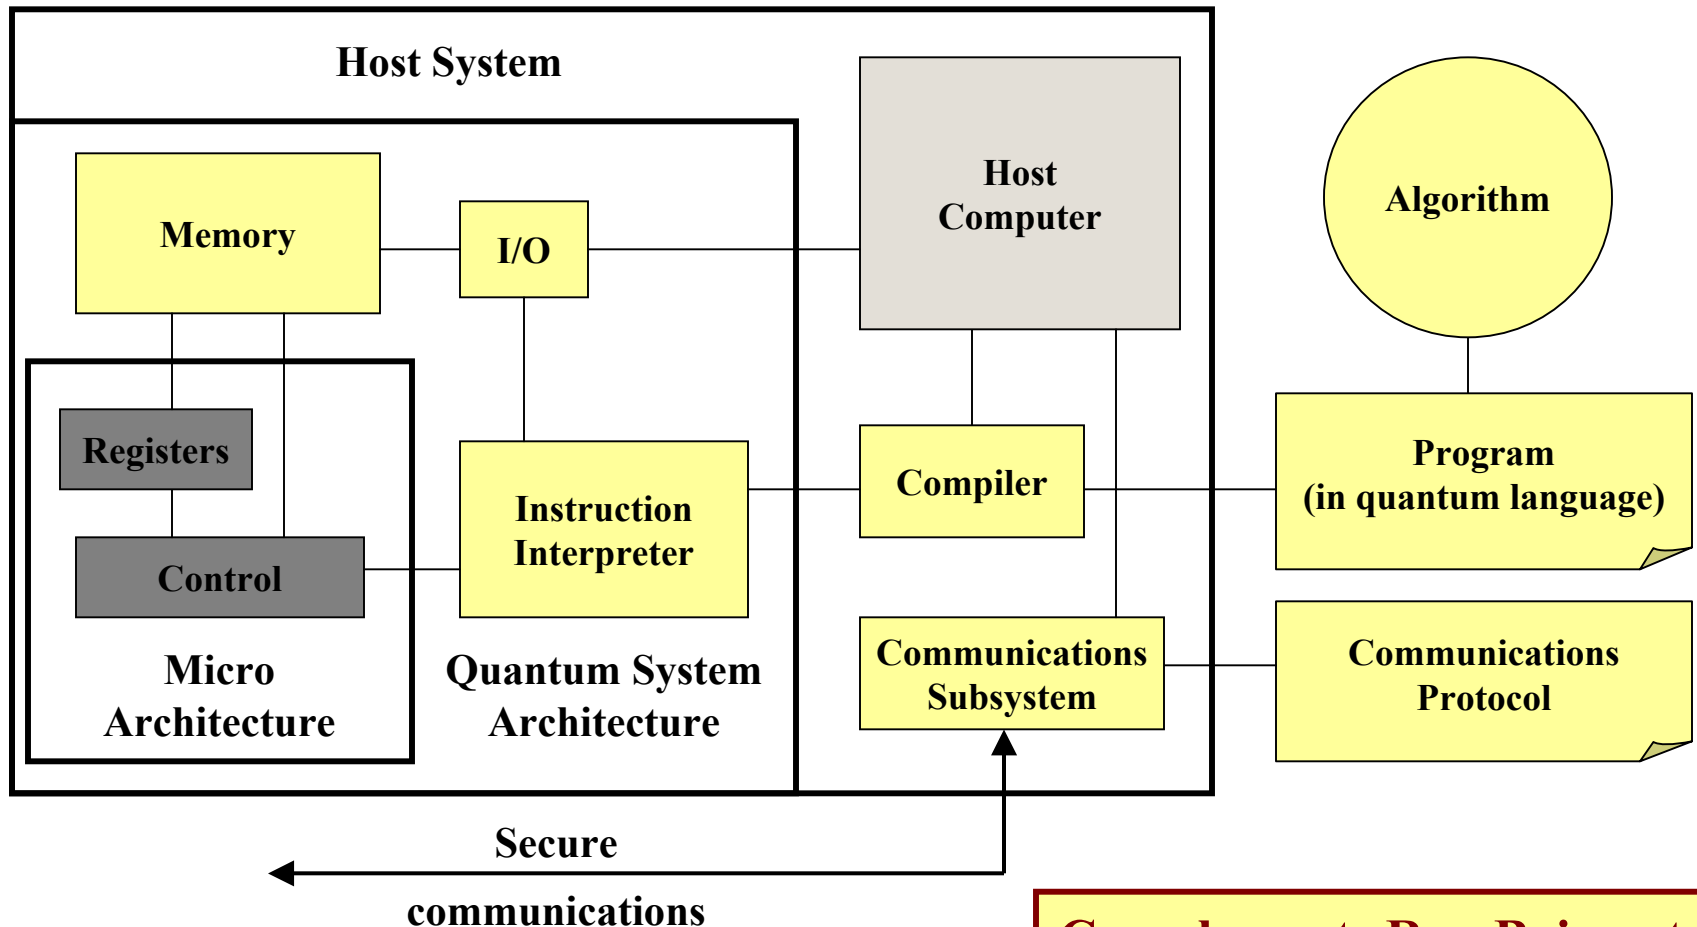 Host System
Host
Computer
Algorithm
Memory
I/O
Registers
Program
(in quantum language)
Compiler
Instruction
Interpreter
Control
Communications
Subsystem
Communications
Protocol
Micro
Architecture
Quantum System
Architecture
Secure
communications